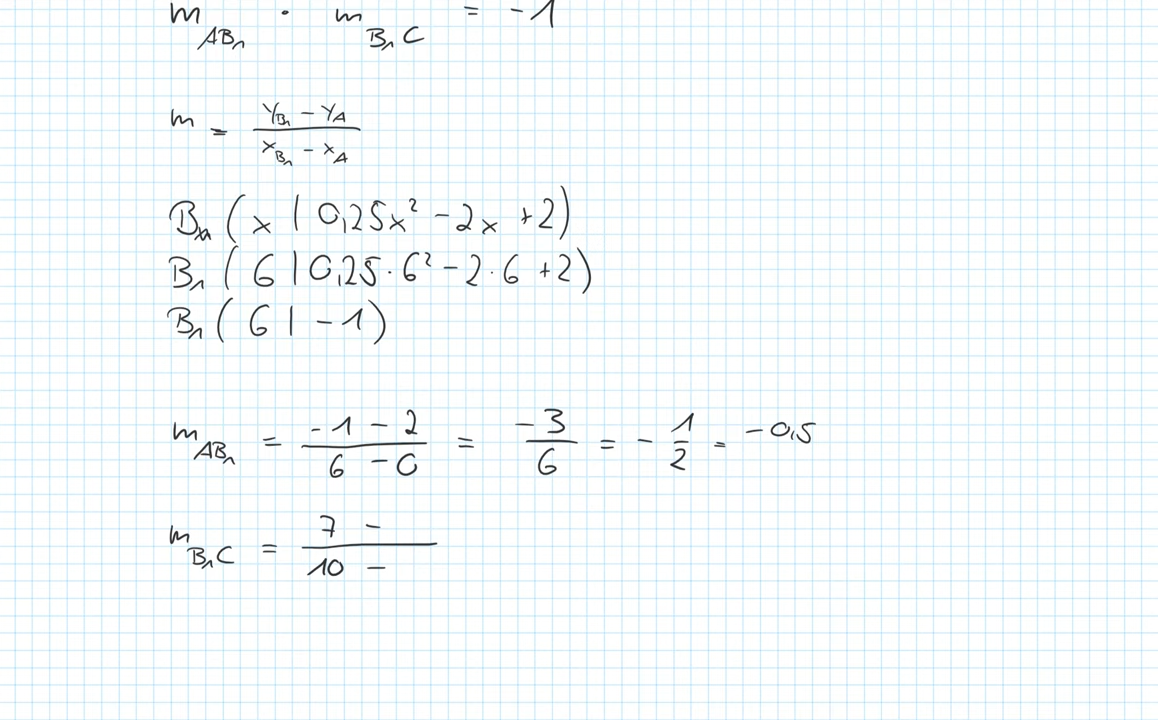 m_AB₁ · m_B₁C = -1
m = (y_B₁ - y_A) / (x_B₁ - x_A)
Bₙ ( x | 0,25x² - 2x + 2)
B₁ ( 6 | 0,25 · 6² - 2 · 6 + 2)
B₁ ( 6 | - 1)
m_AB₁ = (-1 - 2) / (6 - 0) = -3/6 = - 1/2 = -0,5
m_B₁C = (7 - ) / (10 - )